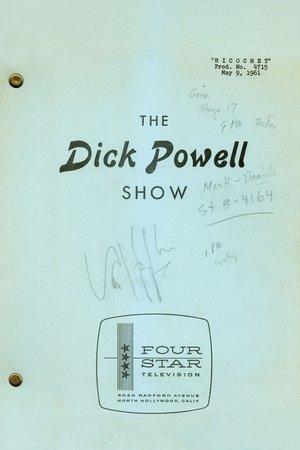 "RICOCHET"
Prod. No. 4715
May 9, 1961
Stage 17
THE
Dick Powell
SHOW
Mark-Daniels
St 8-4164
1 PM
FOUR
STAR
TELEVISION
4030 RADFORD AVENUE
NORTH HOLLYWOOD, CALIF.